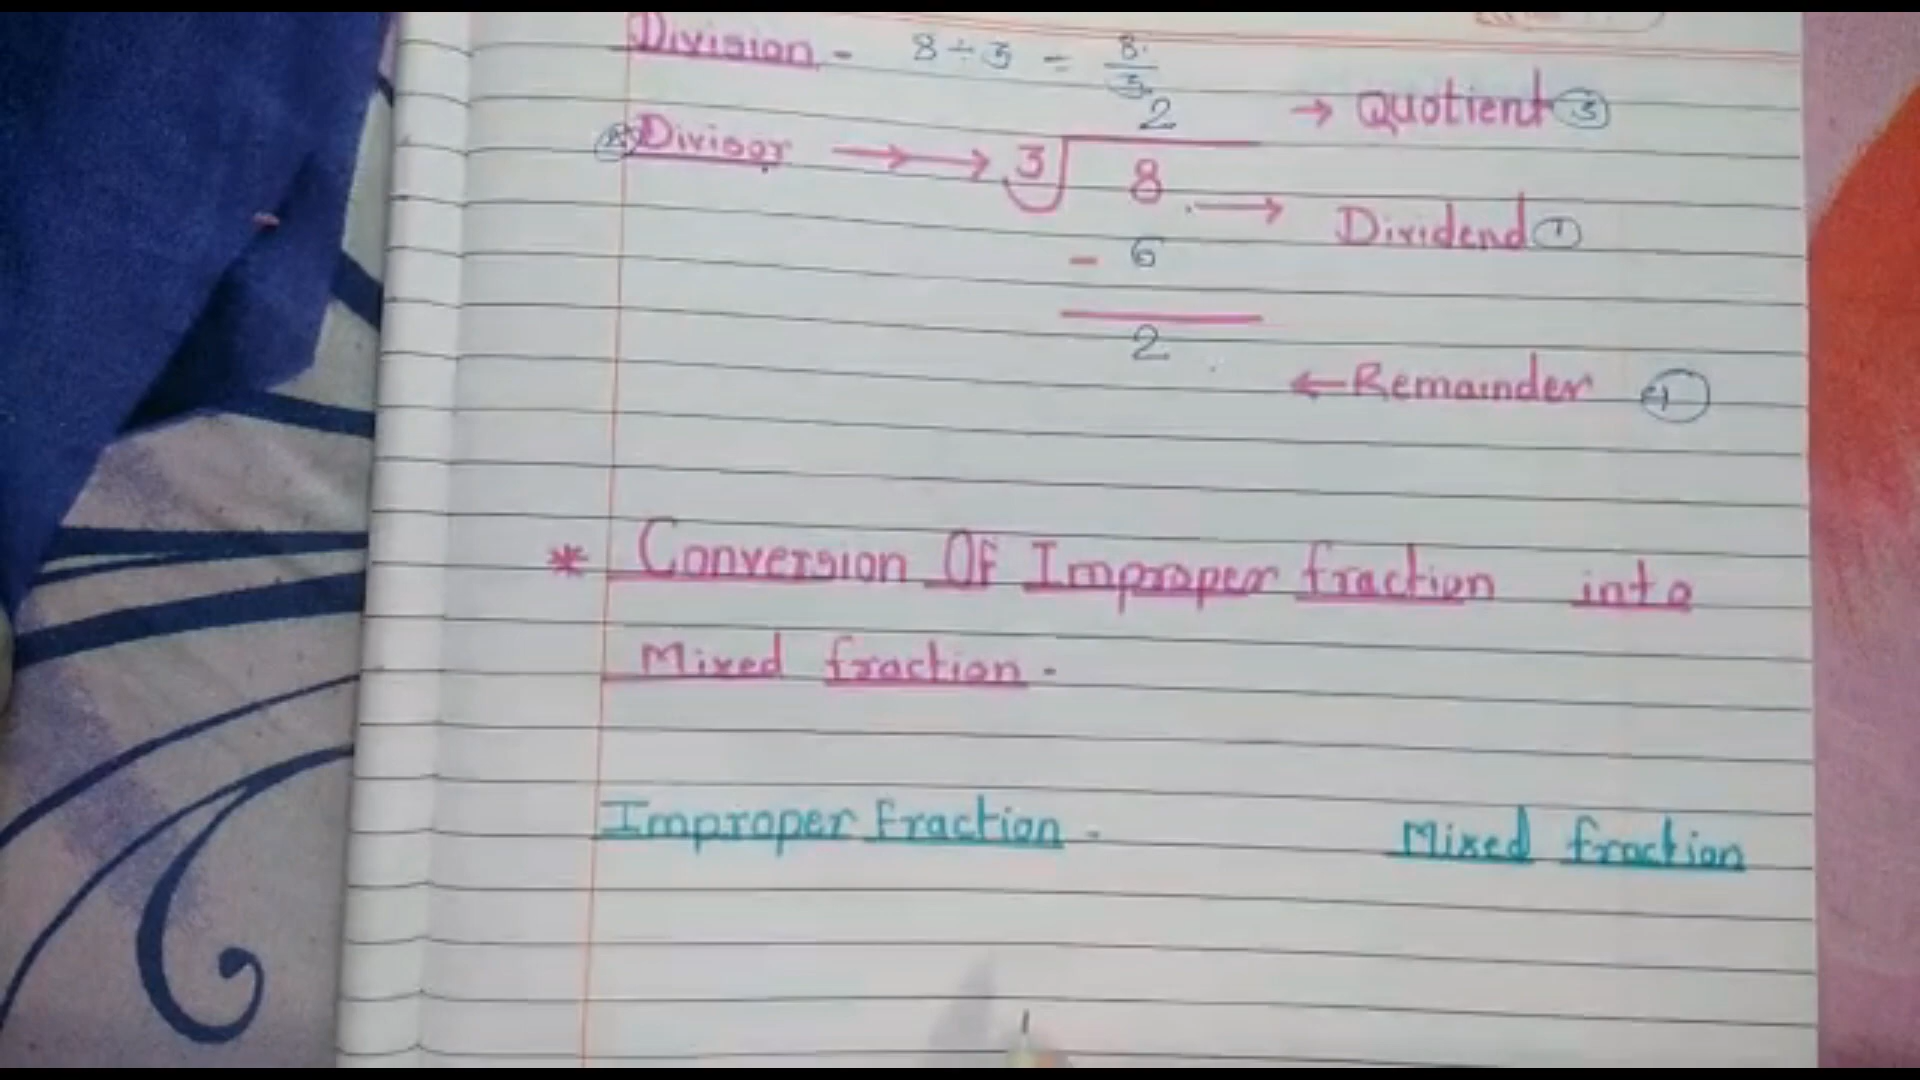 Division - 8÷3 = 8/3
2 → Quotient ③
Divisor →→ 3 8
→ Dividend ①
- 6
2
← Remainder
* Conversion Of Improper fraction into
Mixed fraction.
Improper Fraction - Mixed fraction